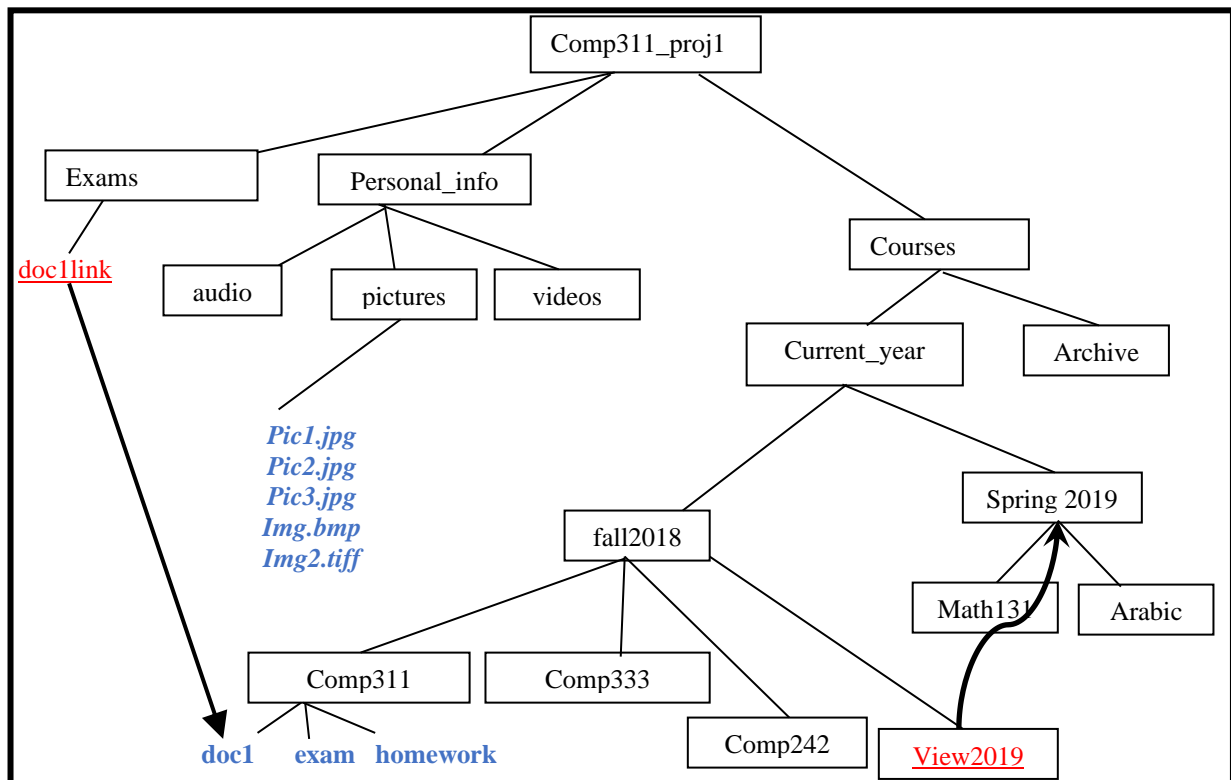 Comp311_proj1
Exams
Personal_info
Courses
doc1link
audio
pictures
videos
Current_year
Archive
Pic1.jpg
Pic2.jpg
Pic3.jpg
Img.bmp
Img2.tiff
Spring 2019
fall2018
Math131
Arabic
Comp311
Comp333
Comp242
View2019
doc1
exam
homework